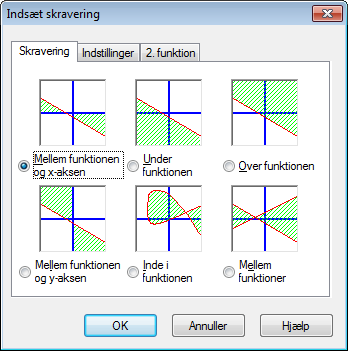 Indsæt skravering
Skravering Indstillinger 2. funktion
Mellem funktionen
og x-aksen
Under
funktionen
Over funktionen
Mellem funktionen
og y-aksen
Inde i
funktionen
Mellem
funktioner
OK Annuller Hjælp